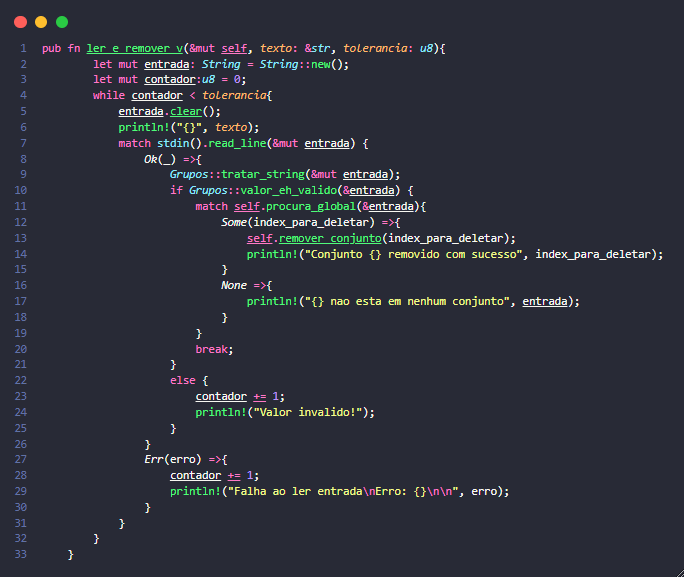 1 pub fn ler_e_remover_v(&mut self, texto: &str, tolerancia: u8){
2 let mut entrada: String = String::new();
3 let mut contador:u8 = 0;
4 while contador < tolerancia{
5 entrada.clear();
6 println!("{}", texto);
7 match stdin().read_line(&mut entrada) {
8 Ok(_) =>{
9 Grupos::tratar_string(&mut entrada);
10 if Grupos::valor_eh_valido(&entrada) {
11 match self.procura_global(&entrada){
12 Some(index_para_deletar) =>{
13 self.remover_conjunto(index_para_deletar);
14 println!("Conjunto {} removido com sucesso", index_para_deletar);
15 }
16 None =>{
17 println!("{} nao esta em nenhum conjunto", entrada);
18 }
19 }
20 break;
21 }
22 else {
23 contador += 1;
24 println!("Valor invalido!");
25 }
26 }
27 Err(erro) =>{
28 contador += 1;
29 println!("Falha ao ler entrada\nErro: {}\n\n", erro);
30 }
31 }
32 }
33 }